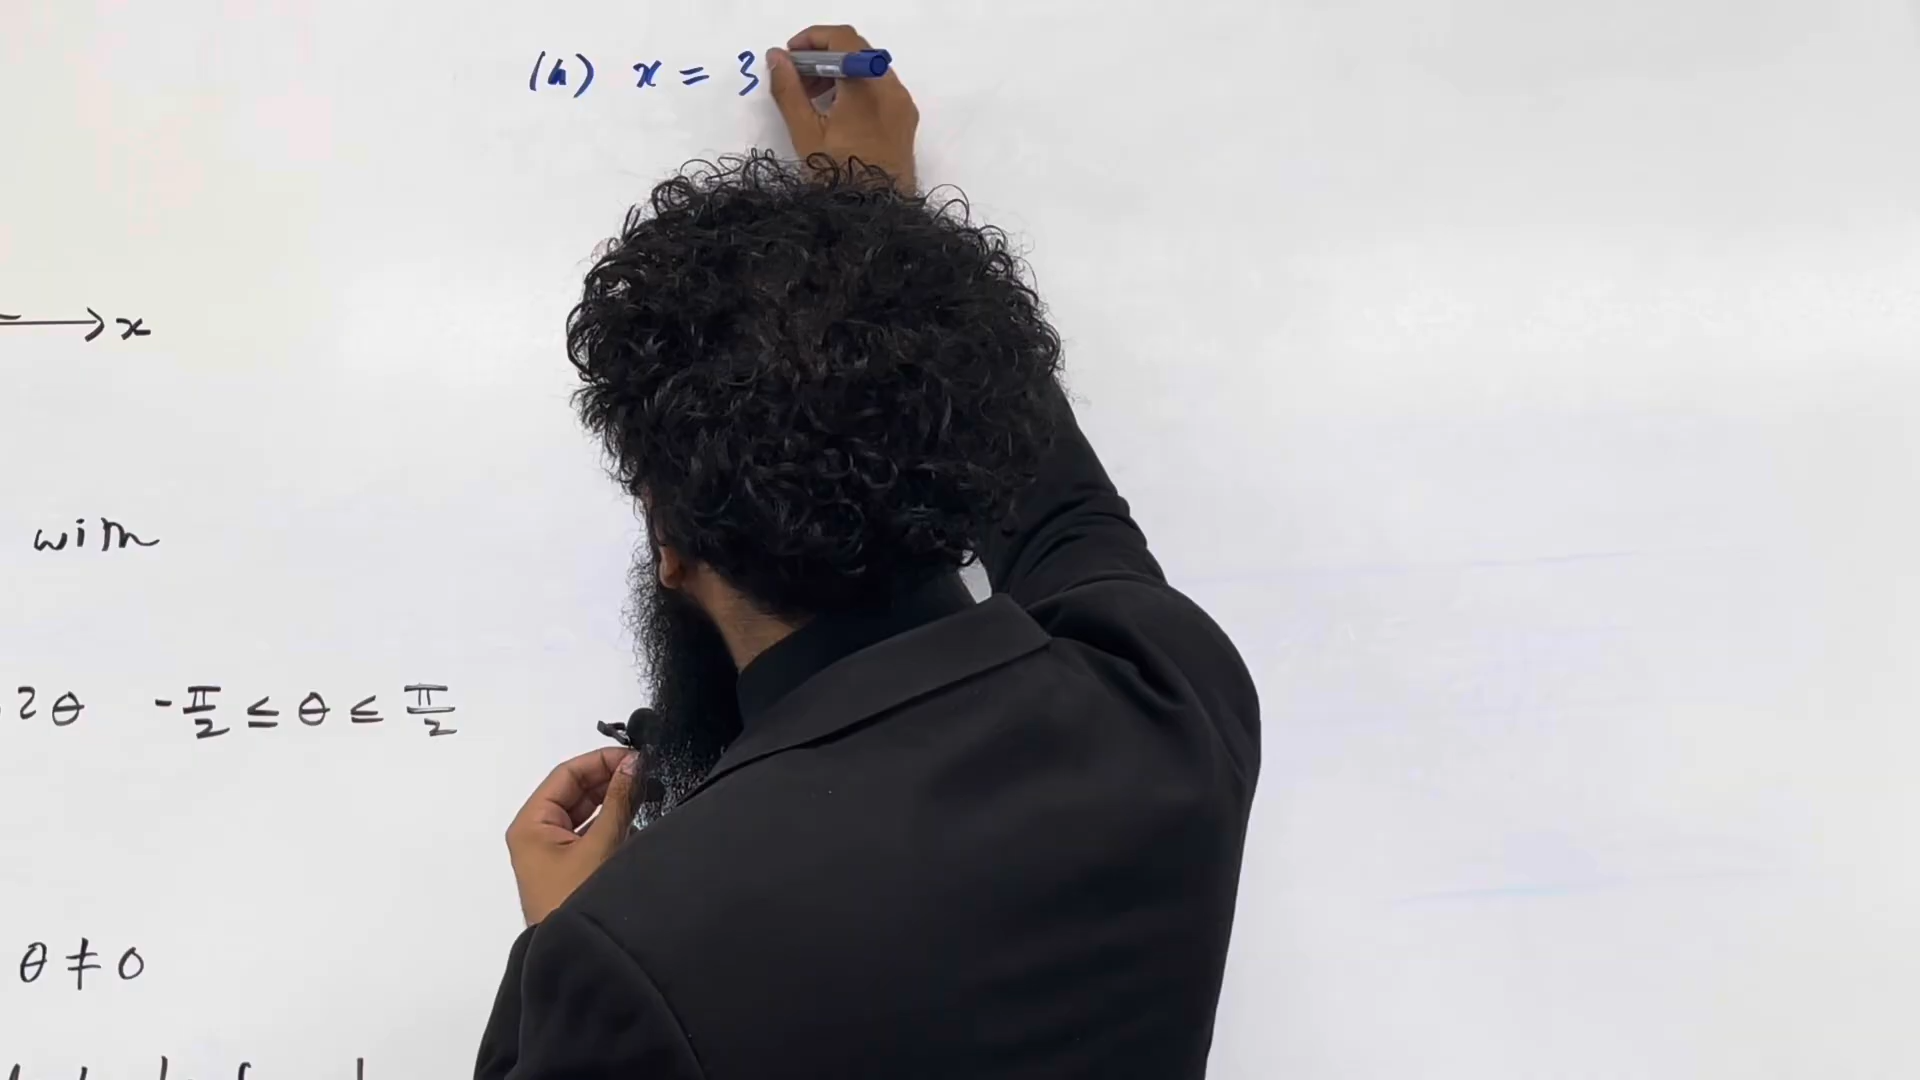 (a) x = 3
x
with
2θ -π/2 ≤ θ ≤ π/2
θ ≠ 0